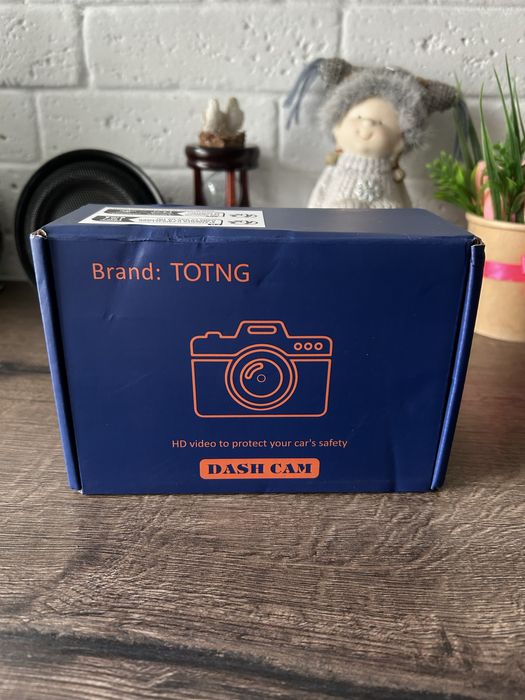 Brand: TOTNG
HD video to protect your car's safety
DASH CAM